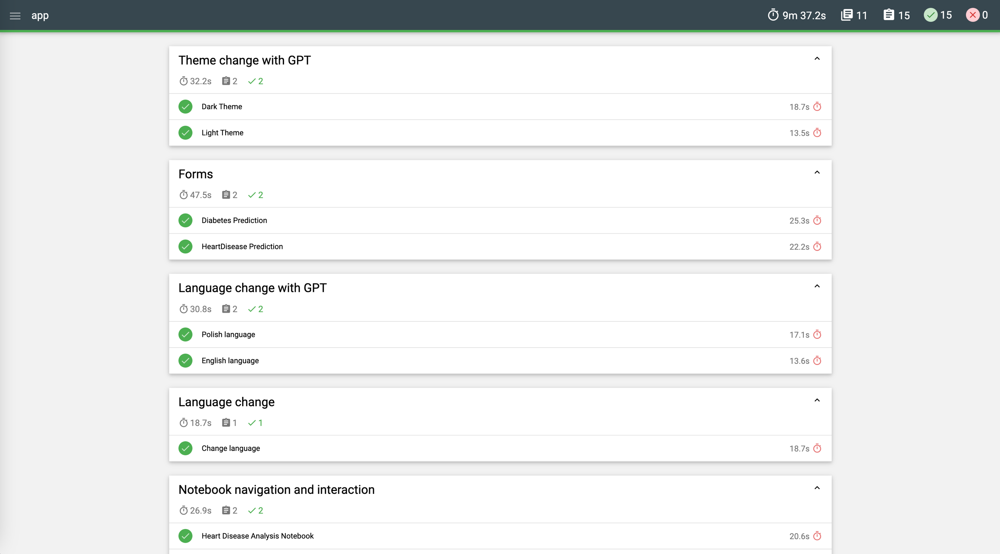 app 9m 37.2s 11 15 15 0
Theme change with GPT
32.2s 2 2
Dark Theme 18.7s
Light Theme 13.5s
Forms
47.5s 2 2
Diabetes Prediction 25.3s
HeartDisease Prediction 22.2s
Language change with GPT
30.8s 2 2
Polish language 17.1s
English language 13.6s
Language change
18.7s 1 1
Change language 18.7s
Notebook navigation and interaction
26.9s 2 2
Heart Disease Analysis Notebook 20.6s